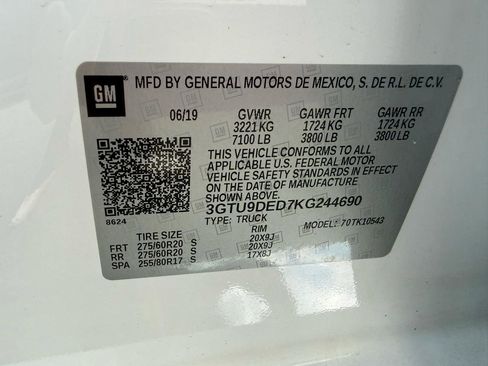 GM
MFD BY GENERAL MOTORS DE MEXICO, S. DE R.L. DE C.V.
06/19 GVWR GAWR FRT GAWR RR
3221 KG 1724 KG 1724 KG
7100 LB 3800 LB 3800 LB
THIS VEHICLE CONFORMS TO ALL
APPLICABLE U.S. FEDERAL MOTOR
VEHICLE SAFETY STANDARDS IN EFFECT
ON THE DATE OF MANUFACTURE
SHOWN ABOVE.
3GTU9DED7KG244690
TYPE: TRUCK MODEL: 70TK10543
8624
TIRE SIZE RIM
FRT 275/60R20 S 20X9J
RR 275/60R20 S 20X9J
SPA 255/80R17 S 17X8J